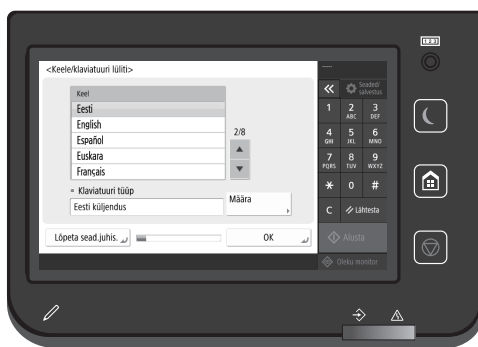 <Keele/klaviatuuri lüliti>
Keel
Eesti
English
Español
Euskara
Français
2/8
Klaviatuuri tüüp
Eesti küljendus
Määra
Lõpeta sead.juhis.
OK
Seaded/
salvestus
1
2
ABC
3
DEF
4
GHI
5
JKL
6
MNO
7
PQRS
8
TUV
9
WXYZ
*
0
#
C
Lähtesta
Alusta
Oleku monitor